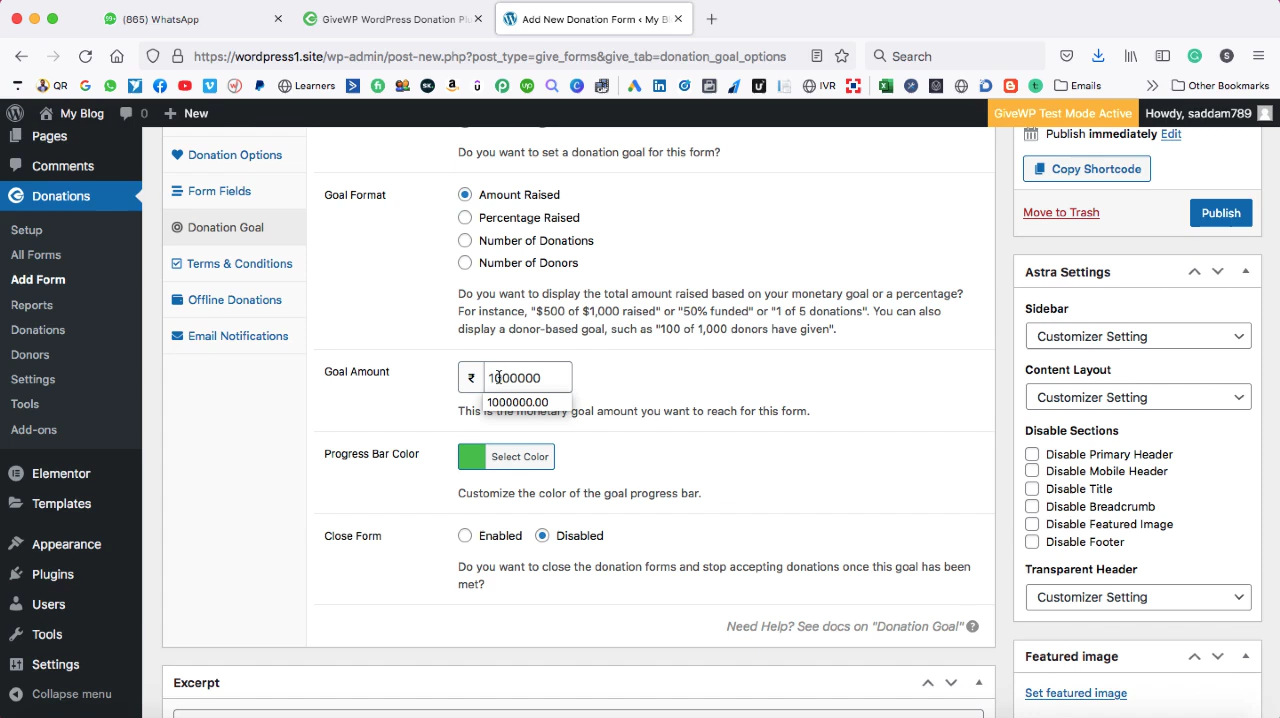 (865) WhatsApp
GiveWP WordPress Donation Plu
Add New Donation Form ‹ My B
https://wordpress1.site/wp-admin/post-new.php?post_type=give_forms&give_tab=donation_goal_options
Search
QR
Learners
IVR
Emails
Other Bookmarks
My Blog
0
New
GiveWP Test Mode Active
Howdy, saddam789
Pages
Comments
Donations
Setup
All Forms
Add Form
Reports
Donations
Donors
Settings
Tools
Add-ons
Elementor
Templates
Appearance
Plugins
Users
Tools
Settings
Collapse menu
Donation Options
Form Fields
Donation Goal
Terms & Conditions
Offline Donations
Email Notifications
Do you want to set a donation goal for this form?
Goal Format
Amount Raised
Percentage Raised
Number of Donations
Number of Donors
Do you want to display the total amount raised based on your monetary goal or a percentage?
For instance, "$500 of $1,000 raised" or "50% funded" or "1 of 5 donations". You can also
display a donor-based goal, such as "100 of 1,000 donors have given".
Goal Amount
₹ 1000000
1000000.00
This is the monetary goal amount you want to reach for this form.
Progress Bar Color
Select Color
Customize the color of the goal progress bar.
Close Form
Enabled
Disabled
Do you want to close the donation forms and stop accepting donations once this goal has been
met?
Need Help? See docs on "Donation Goal"
Excerpt
Publish immediately Edit
Copy Shortcode
Move to Trash
Publish
Astra Settings
Sidebar
Customizer Setting
Content Layout
Customizer Setting
Disable Sections
Disable Primary Header
Disable Mobile Header
Disable Title
Disable Breadcrumb
Disable Featured Image
Disable Footer
Transparent Header
Customizer Setting
Featured image
Set featured image